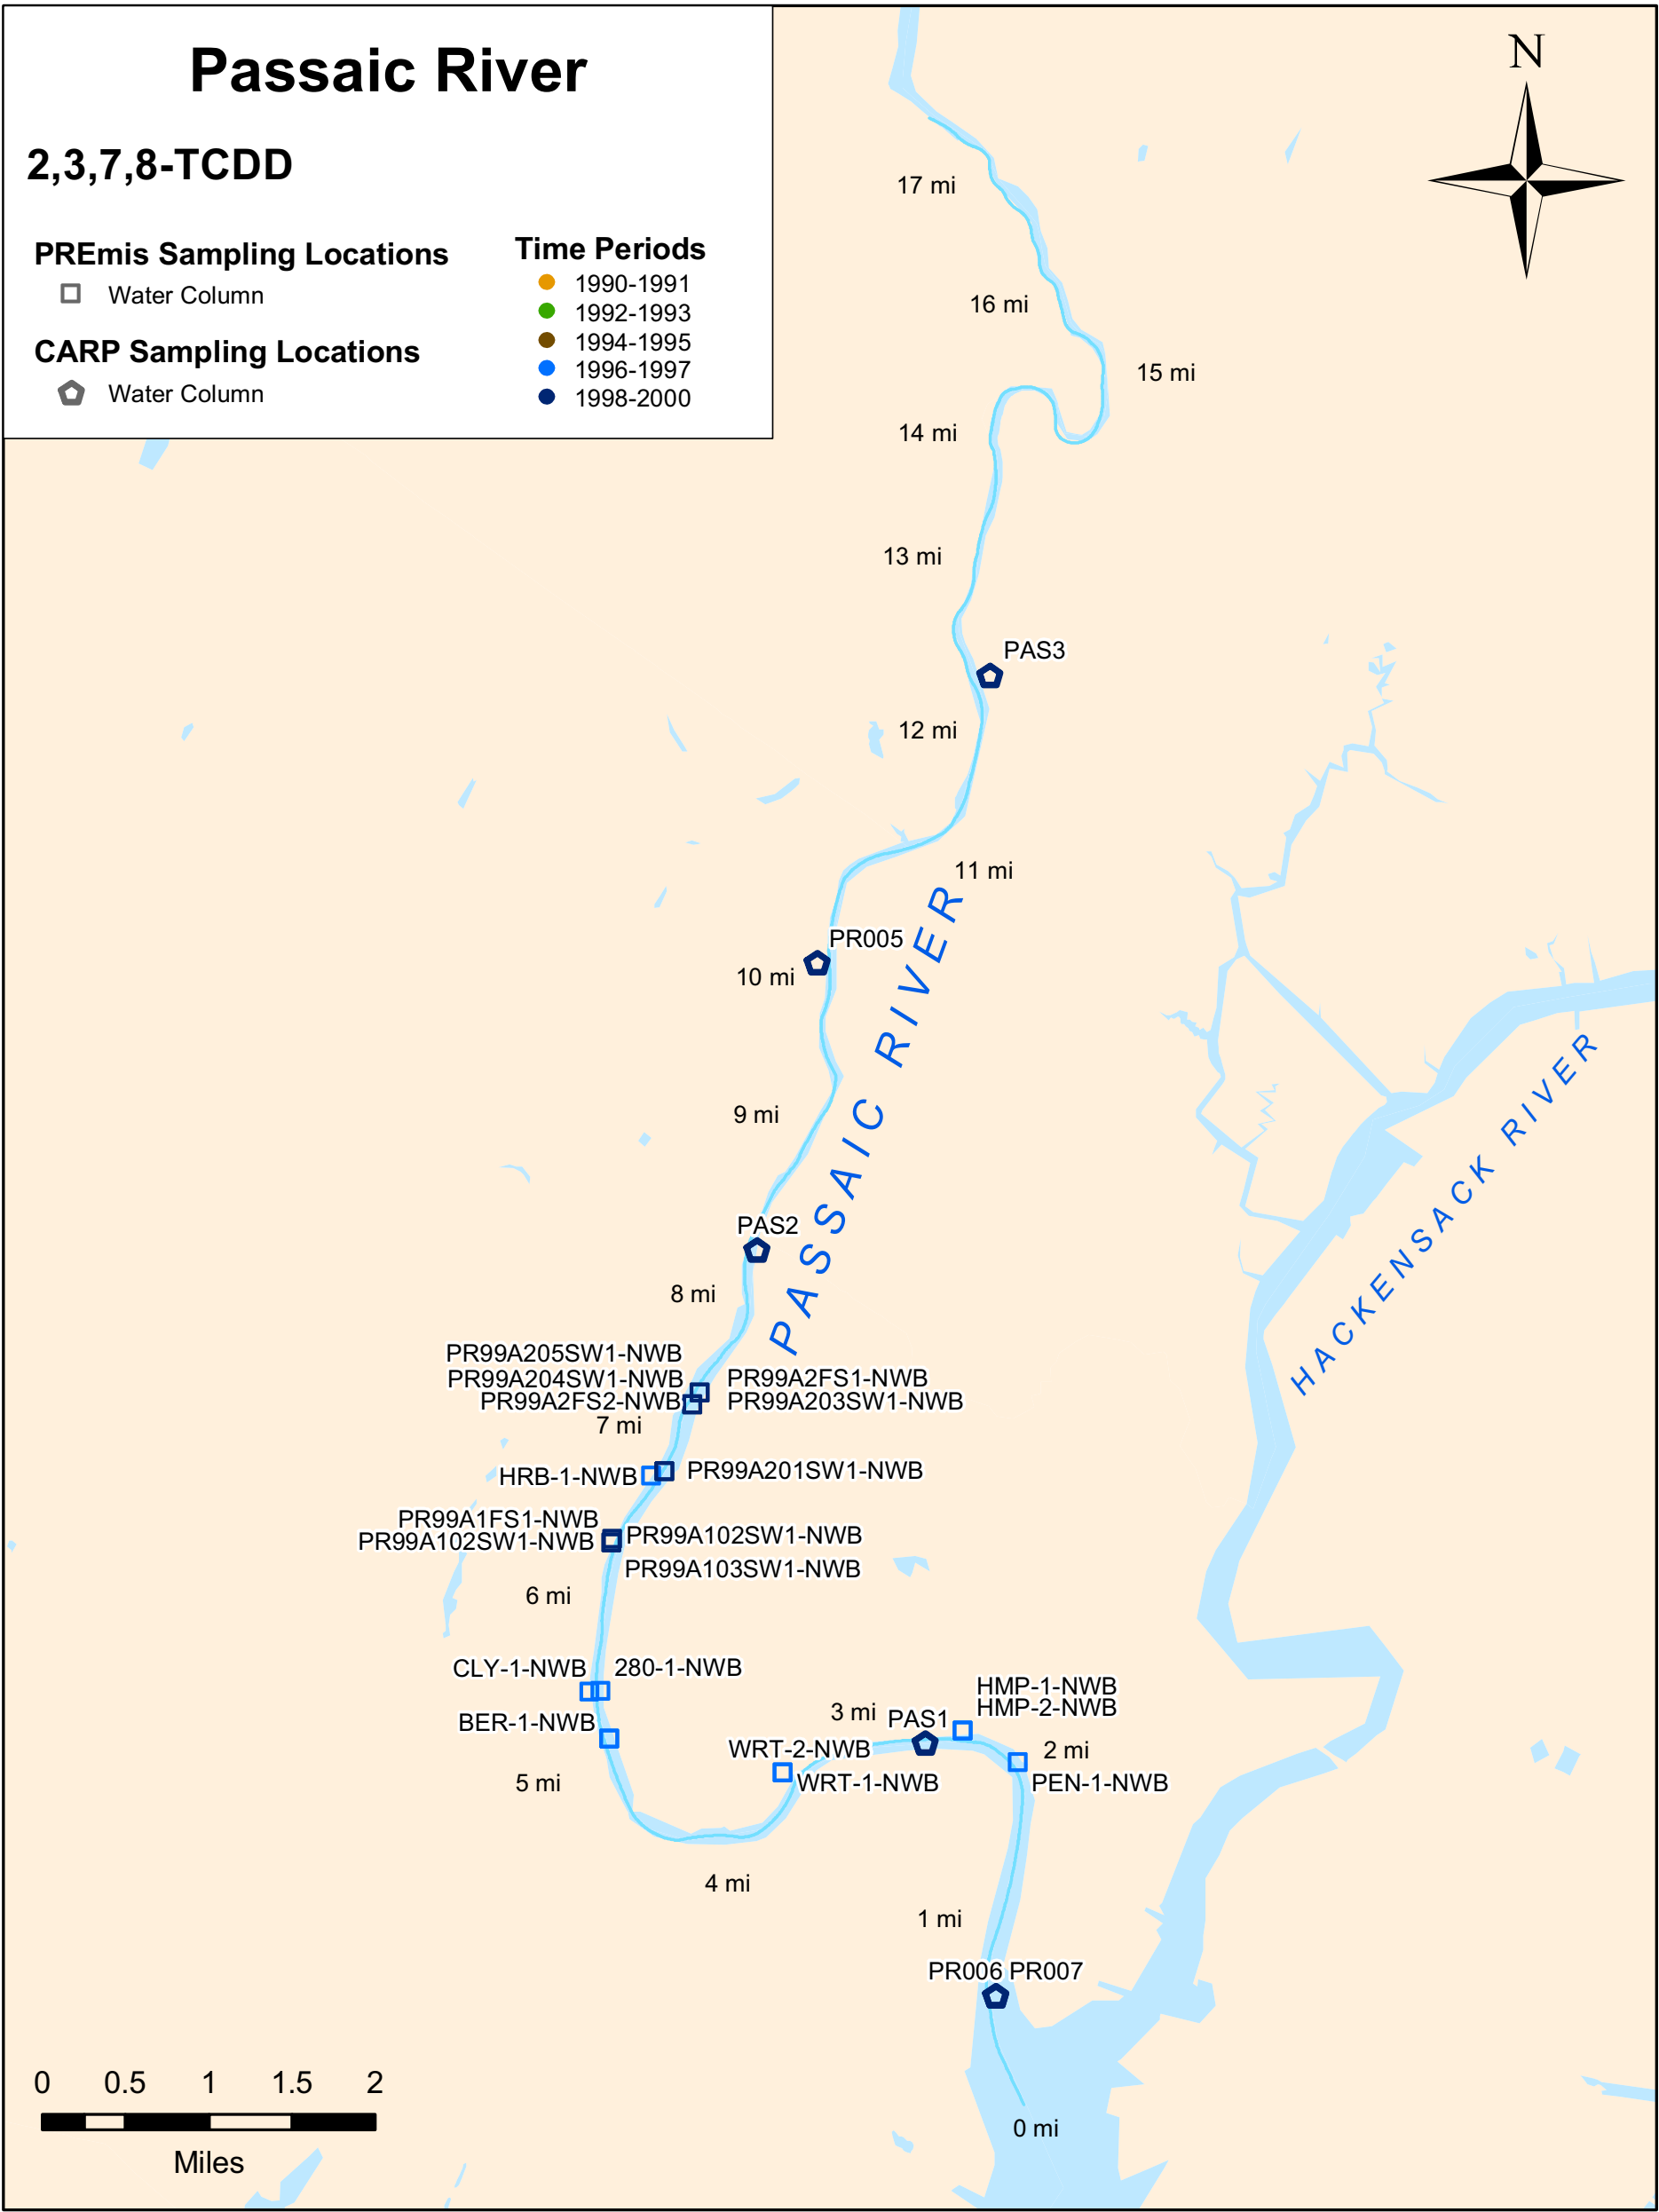 Passaic River
2,3,7,8-TCDD
PREmis Sampling Locations
Water Column
CARP Sampling Locations
Water Column
Time Periods
1990-1991
1992-1993
1994-1995
1996-1997
1998-2000
N
17 mi
16 mi
15 mi
14 mi
13 mi
PAS3
12 mi
11 mi
PR005
10 mi
PASSAIC RIVER
HACKENSACK RIVER
9 mi
PAS2
8 mi
PR99A205SW1-NWB
PR99A204SW1-NWB
PR99A2FS1-NWB
PR99A2FS2-NWB
PR99A203SW1-NWB
7 mi
HRB-1-NWB
PR99A201SW1-NWB
PR99A1FS1-NWB
PR99A102SW1-NWB
PR99A102SW1-NWB
PR99A103SW1-NWB
6 mi
CLY-1-NWB
280-1-NWB
BER-1-NWB
HMP-1-NWB
HMP-2-NWB
3 mi
PAS1
WRT-2-NWB
2 mi
WRT-1-NWB
PEN-1-NWB
5 mi
4 mi
1 mi
PR006 PR007
0 mi
0 0.5 1 1.5 2
Miles